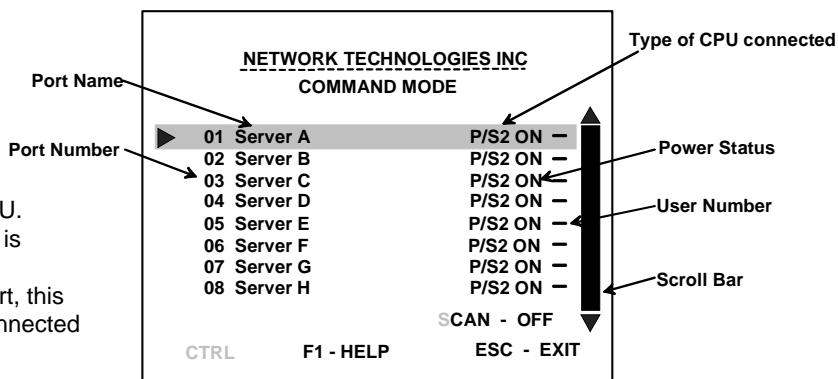 Type of CPU connected
NETWORK TECHNOLOGIES INC
COMMAND MODE
Port Name
Port Number
01 Server A P/S2 ON –
02 Server B P/S2 ON –
03 Server C P/S2 ON –
04 Server D P/S2 ON –
05 Server E P/S2 ON –
06 Server F P/S2 ON –
07 Server G P/S2 ON –
08 Server H P/S2 ON –
Power Status
User Number
Scroll Bar
SCAN - OFF
CTRL F1 - HELP ESC - EXIT
U.
is
rt, this
nnected